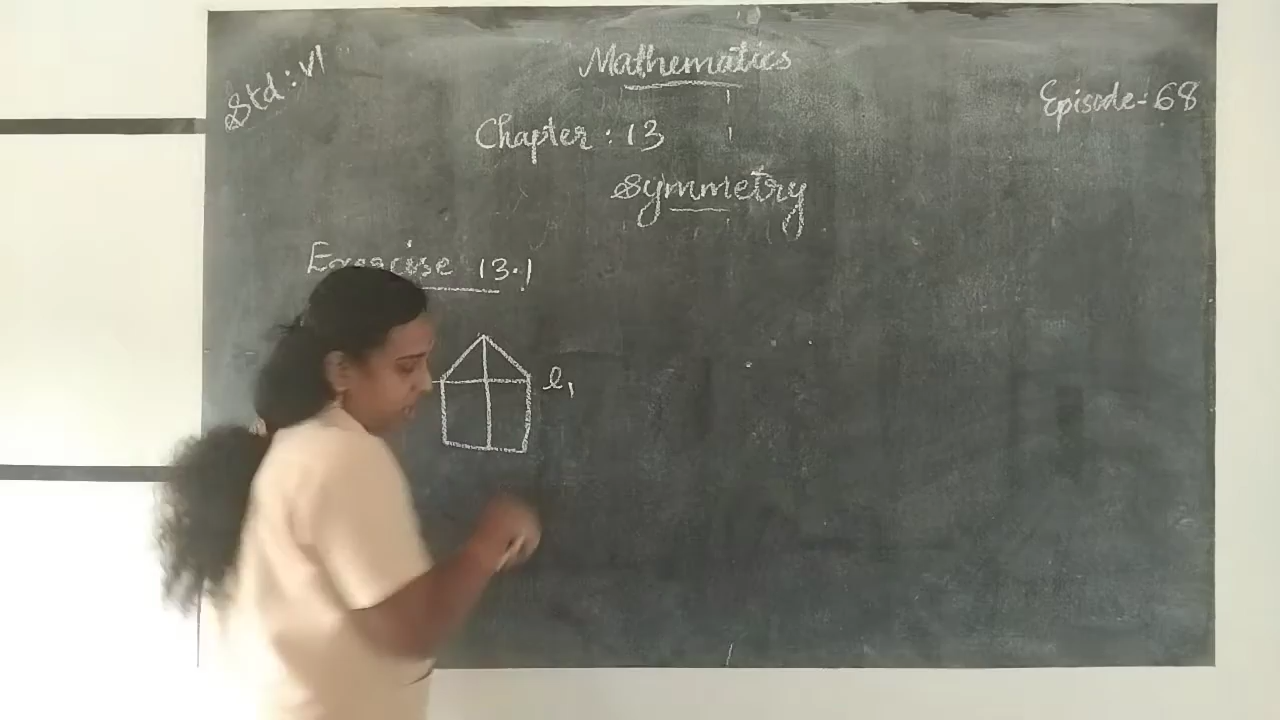 Std : VI
Mathematics
Episode - 68
Chapter : 13
Symmetry
Exercise 13.1
l₁